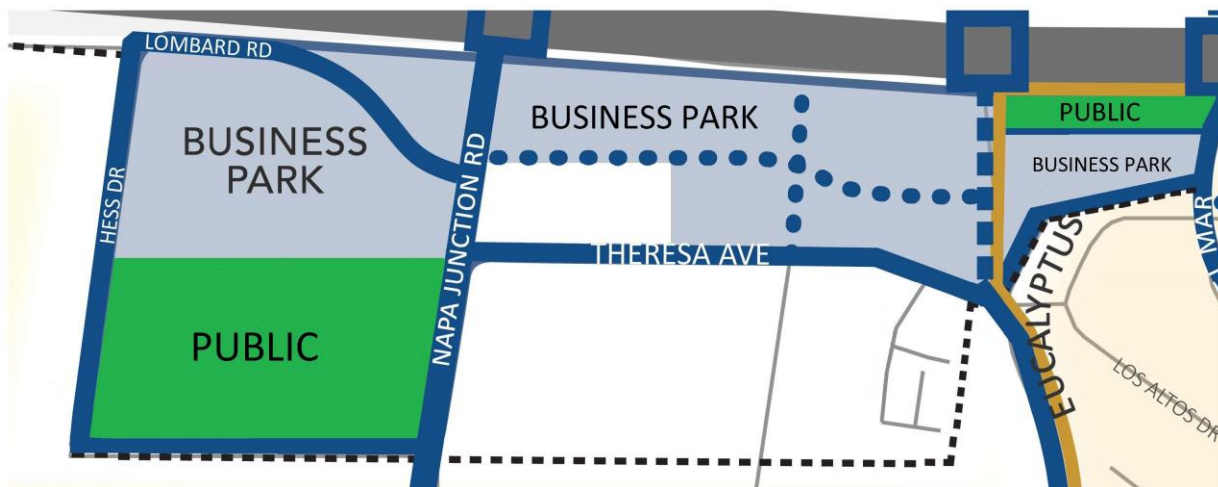 LOMBARD RD
BUSINESS
PARK
HESS DR
PUBLIC
NAPA JUNCTION RD
BUSINESS PARK
THERESA AVE
PUBLIC
BUSINESS PARK
EUCALYPTUS
MAR
LOS ALTOS DR